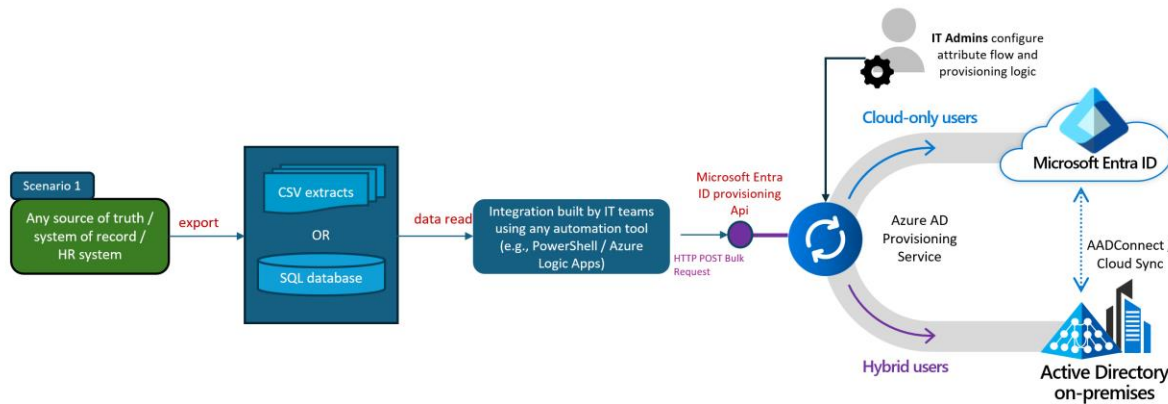 IT Admins configure
attribute flow and
provisioning logic
Cloud-only users
Microsoft Entra ID
Scenario 1
Any source of truth /
system of record /
HR system
export
CSV extracts
OR
SQL database
data read
Integration built by IT teams
using any automation tool
(e.g., PowerShell / Azure
Logic Apps)
Microsoft Entra
ID provisioning
Api
HTTP POST Bulk
Request
Azure AD
Provisioning
Service
AADConnect /
Cloud Sync
Hybrid users
Active Directory
on-premises